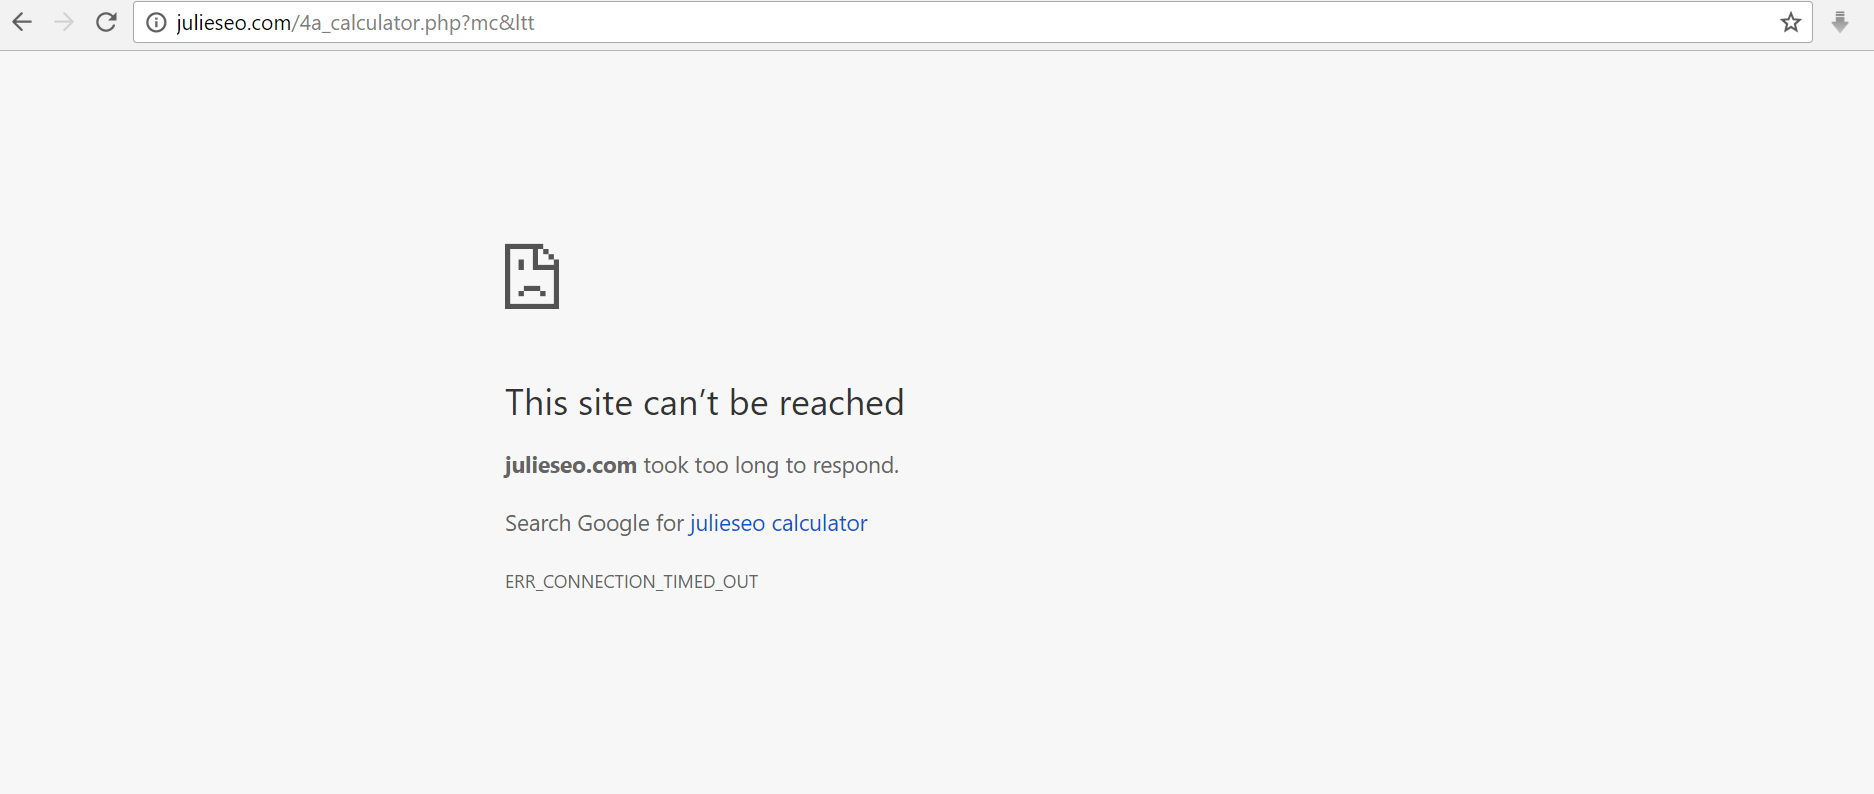 julieseo.com/4a_calculator.php?mc&ltt
This site can’t be reached
julieseo.com took too long to respond.
Search Google for julieseo calculator
ERR_CONNECTION_TIMED_OUT